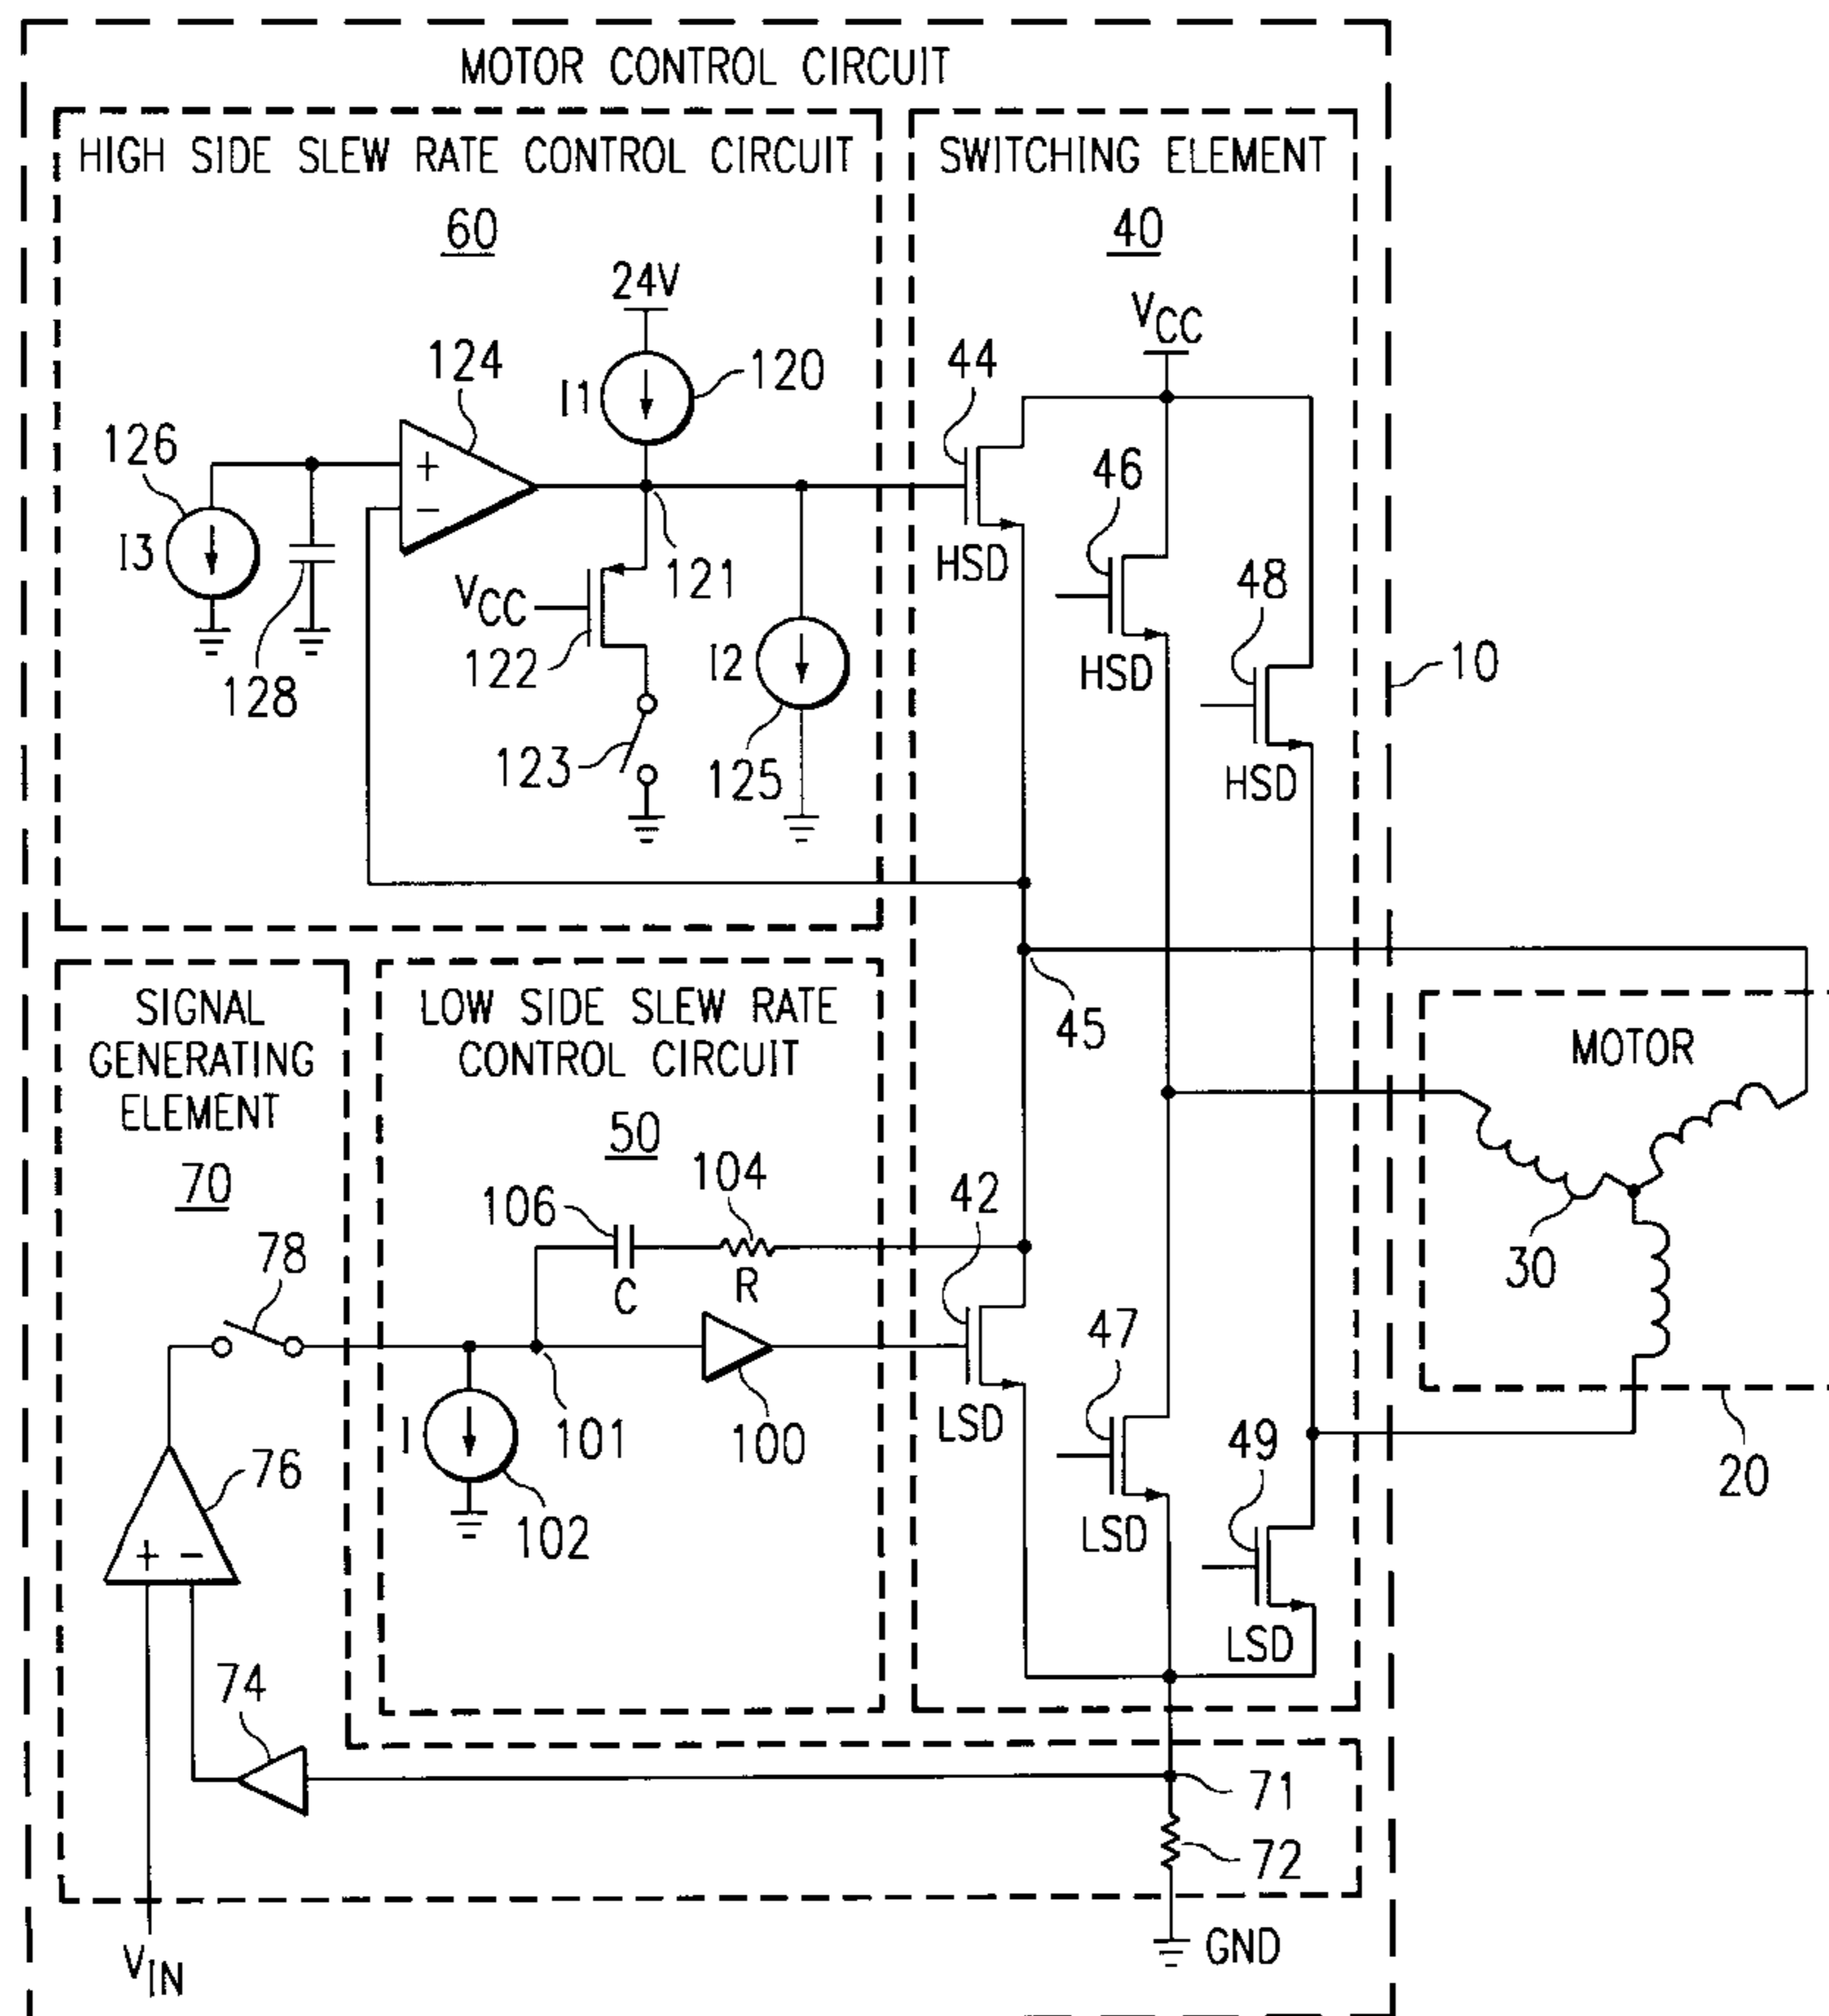 MOTOR CONTROL CIRCUIT
HIGH SIDE SLEW RATE CONTROL CIRCUIT
60
SWITCHING ELEMENT
40
24V
VCC
124
I1
120
44
126
+
−
46
I3
121
HSD
VCC
48
128
122
I2
HSD
10
123
125
HSD
SIGNAL
GENERATING
ELEMENT
70
LOW SIDE SLEW RATE
CONTROL CIRCUIT
50
45
MOTOR
104
106
42
78
C
R
30
47
I
101
100
LSD
49
76
20
102
LSD
+ −
LSD
74
71
72
GND
VIN